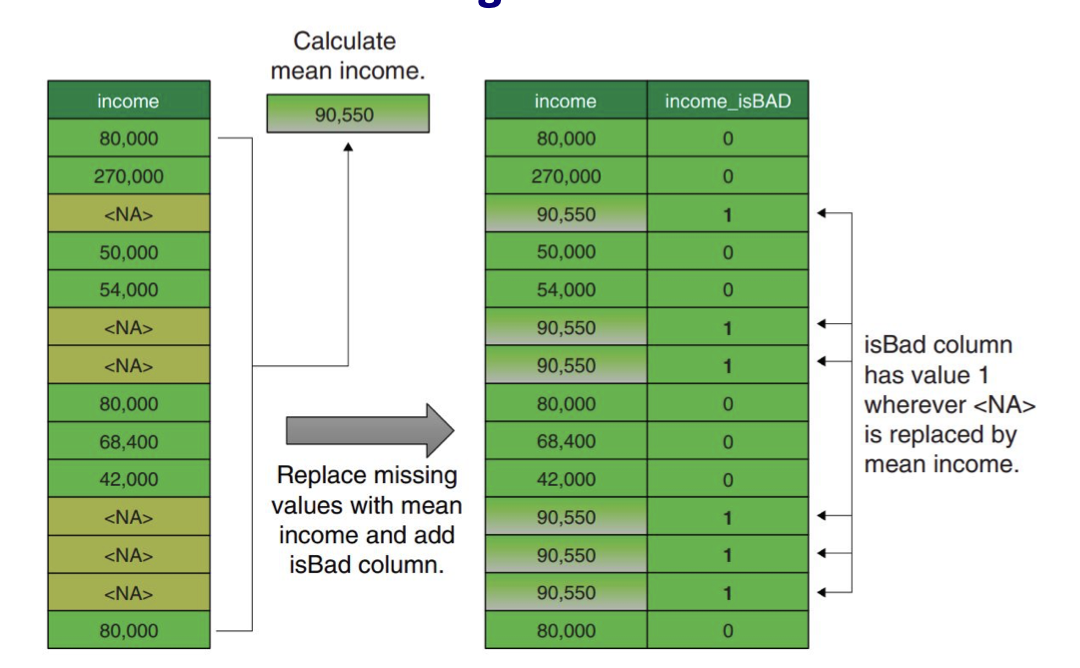 Calculate
mean income.
90,550
income
80,000
270,000
<NA>
50,000
54,000
<NA>
<NA>
80,000
68,400
42,000
<NA>
<NA>
<NA>
80,000
Replace missing
values with mean
income and add
isBad column.
income income_isBAD
80,000 0
270,000 0
90,550 1
50,000 0
54,000 0
90,550 1
90,550 1
80,000 0
68,400 0
42,000 0
90,550 1
90,550 1
90,550 1
80,000 0
isBad column
has value 1
wherever <NA>
is replaced by
mean income.